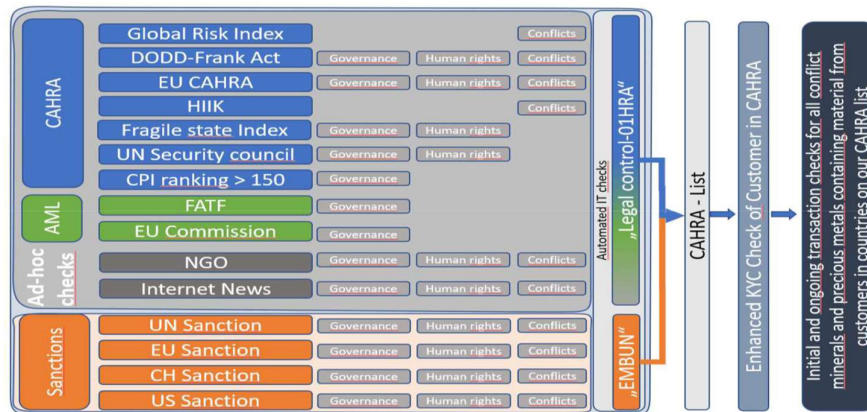 CAHRA
Global Risk Index
Conflicts
DODD-Frank Act
Governance
Human rights
Conflicts
EU CAHRA
Governance
Human rights
Conflicts
HIIK
Conflicts
Fragile state Index
Governance
Human rights
UN Security council
Governance
Human rights
CPI ranking > 150
Governance
AML
FATF
Governance
EU Commission
Governance
Ad-hoc
checks
NGO
Governance
Human rights
Conflicts
Internet News
Governance
Human rights
Conflicts
Sanctions
UN Sanction
Governance
Human rights
Conflicts
EU Sanction
Governance
Human rights
Conflicts
CH Sanction
Governance
Human rights
Conflicts
US Sanction
Governance
Human rights
Conflicts
Automated IT checks
„Legal control-01HRA“
„EMBUN“
CAHRA - List
Enhanced KYC Check of Customer in CAHRA
Initial and ongoing transaction checks for all conflict
minerals and precious metals containing material from
customers in countries on our CAHRA list